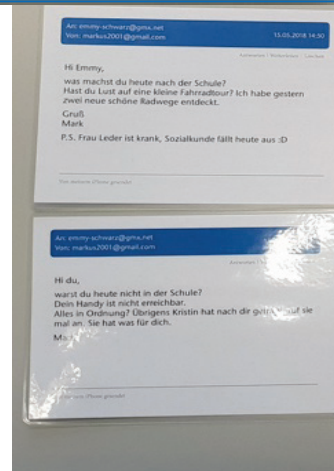 An: emmy-schwarz@gmx.net
Von: markus2001@gmail.com 15.05.2018 14:50
Hi Emmy,
was machst du heute nach der Schule?
Hast du Lust auf eine kleine Fahrradtour? Ich habe gestern
zwei neue schöne Radwege entdeckt.
Gruß
Mark
P.S. Frau Leder ist krank, Sozialkunde fällt heute aus :D
Von meinem iPhone gesendet
An: emmy-schwarz@gmx.net
Von: markus2001@gmail.com
Hi du,
warst du heute nicht in der Schule?
Dein Handy ist nicht erreichbar.
Alles in Ordnung? Übrigens Kristin hat nach dir auf sie
mal an. Sie hat was für dich.
iPhone gesendet